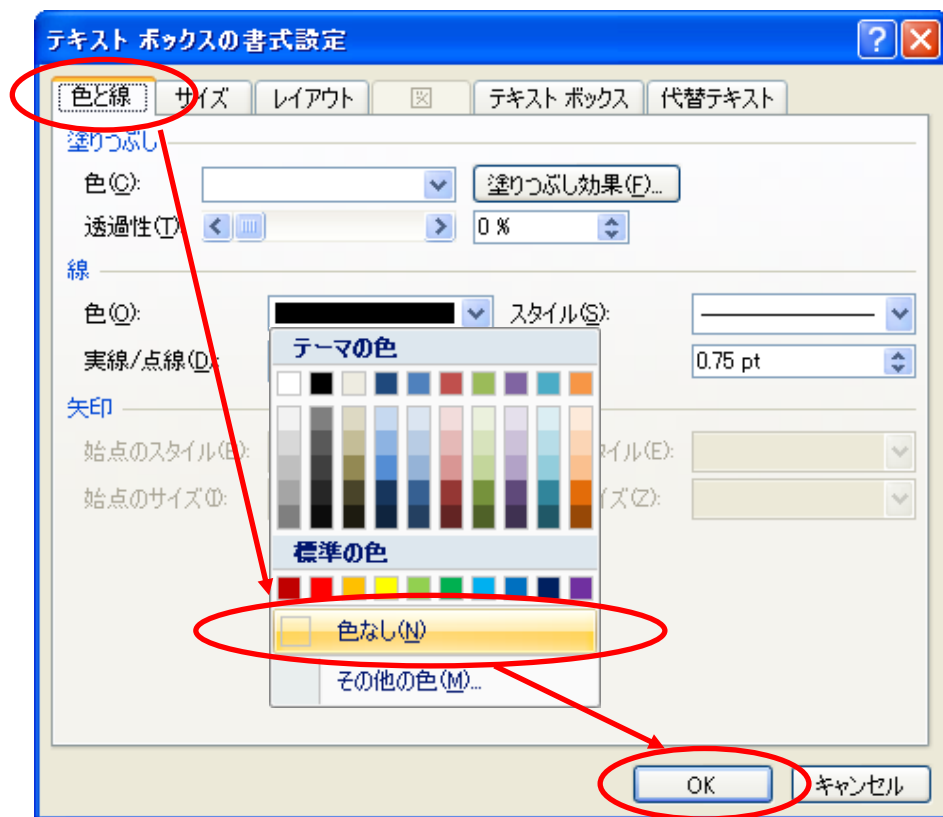 テキスト ボックスの書式設定
色と線 サイズ レイアウト 図 テキスト ボックス 代替テキスト
塗りつぶし
色(C): 塗りつぶし効果(F)...
透過性(T) 0 %
線
色(O): スタイル(S):
実線/点線(D): 0.75 pt
テーマの色
矢印
始点のスタイル(B): タイル(E):
始点のサイズ(I): イズ(Z):
標準の色
色なし(N)
その他の色(M)...
OK キャンセル